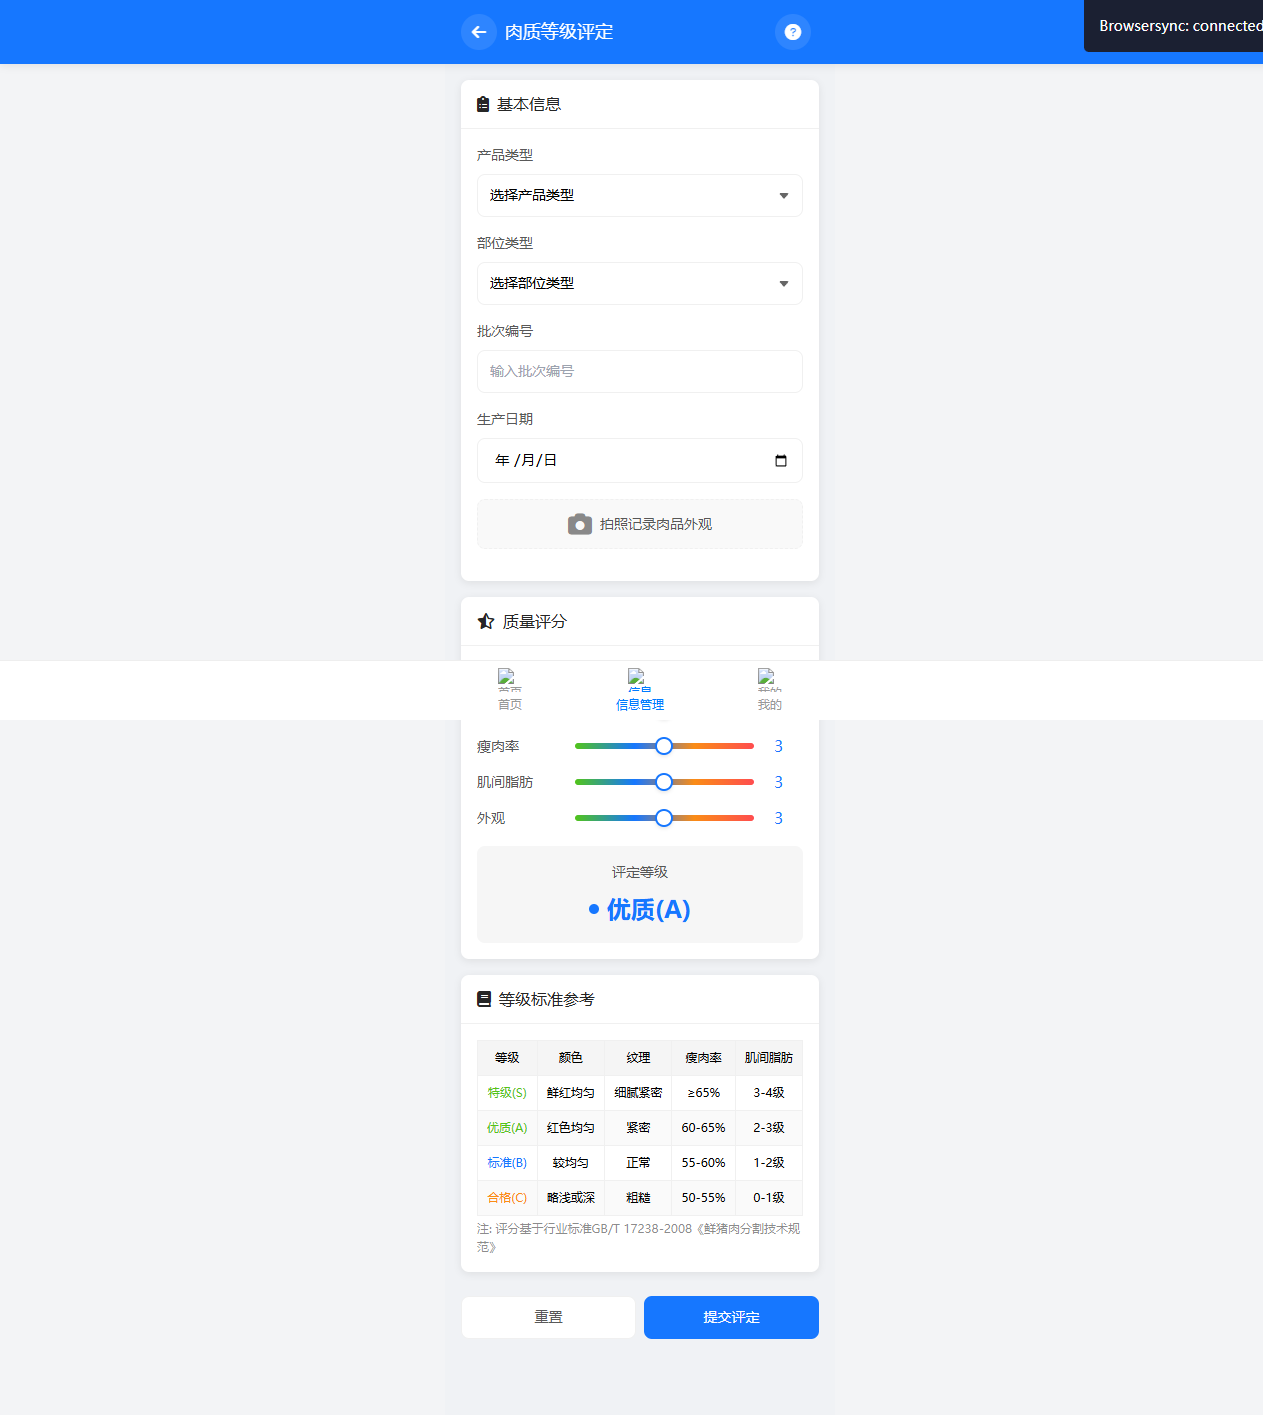 肉质等级评定
?
Browsersync: connected
基本信息
产品类型
选择产品类型
部位类型
选择部位类型
批次编号
输入批次编号
生产日期
年 /月/日
拍照记录肉品外观
质量评分
首页
信息
我的
首页
信息管理
我的
瘦肉率 3
肌间脂肪 3
外观 3
评定等级
优质(A)
等级标准参考
等级 颜色 纹理 瘦肉率 肌间脂肪
特级(S) 鲜红均匀 细腻紧密 ≥65% 3-4级
优质(A) 红色均匀 紧密 60-65% 2-3级
标准(B) 较均匀 正常 55-60% 1-2级
合格(C) 略浅或深 粗糙 50-55% 0-1级
注: 评分基于行业标准GB/T 17238-2008《鲜猪肉分割技术规
范》
重置
提交评定